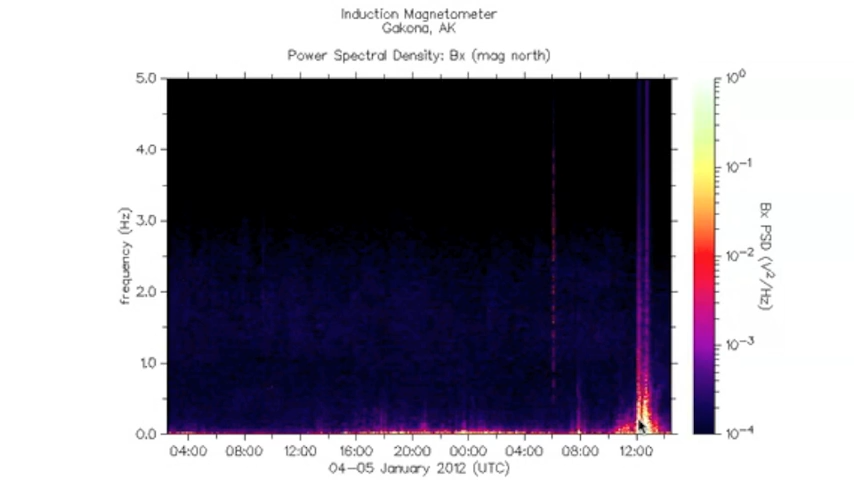 Induction Magnetometer
Gakona, AK
Power Spectral Density: Bx (mag north)
5.0
4.0
3.0
2.0
1.0
0.0
frequency (Hz)
04:00 08:00 12:00 16:00 20:00 00:00 04:00 08:00 12:00
04-05 January 2012 (UTC)
10⁰
10⁻¹
10⁻²
10⁻³
10⁻⁴
Bx PSD (V²/Hz)